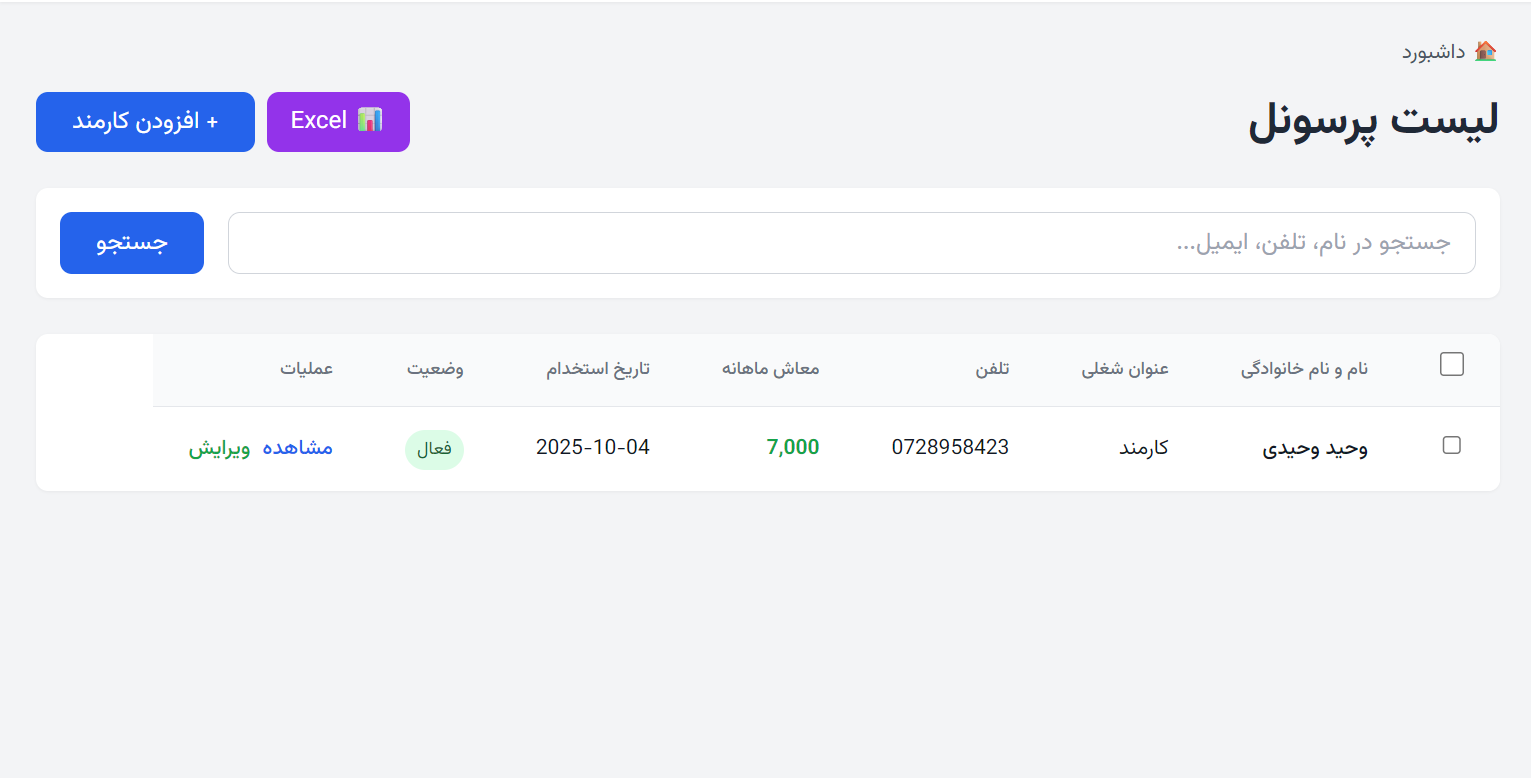 داشبورد
لیست پرسونل
Excel
+ افزودن کارمند
جستجو در نام، تلفن، ایمیل...
جستجو
نام و نام خانوادگی عنوان شغلی تلفن معاش ماهانه تاریخ استخدام وضعیت عملیات
وحید وحیدی کارمند 0728958423 7,000 2025-10-04 فعال مشاهده ویرایش